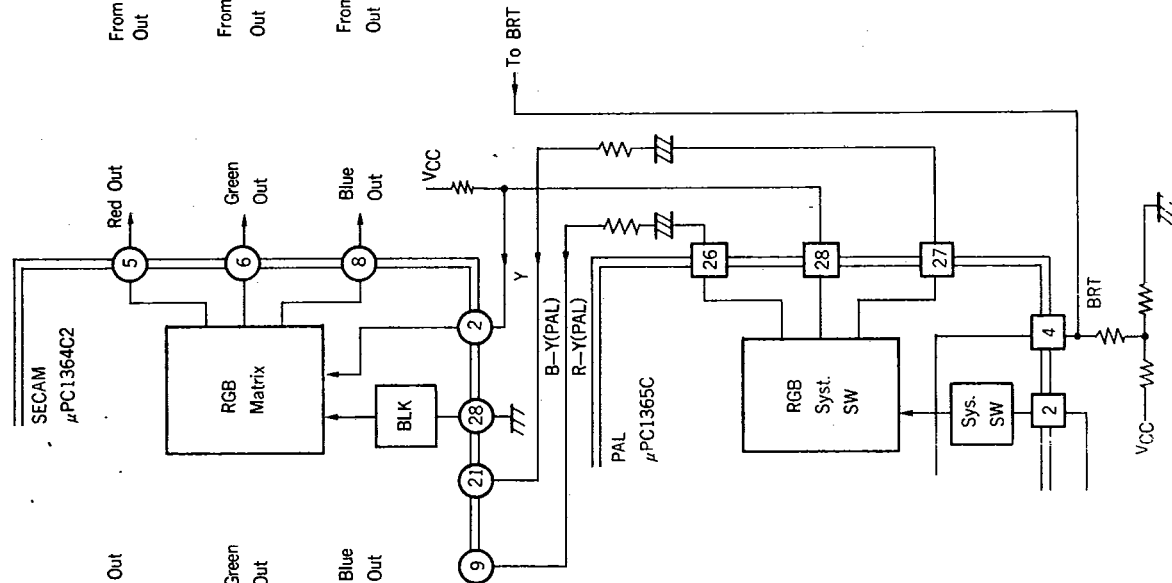 From
Out
From
Out
From
Out
To BRT
Red Out
Green
Out
Blue
Out
VCC
5
6
8
SECAM
μPC1364C2
RGB
Matrix
BLK
2
28
21
9
Y
B–Y(PAL)
R–Y(PAL)
Out
Green
Out
Blue
Out
PAL
μPC1365C
RGB
Syst.
SW
Sys.
SW
26
28
27
4
2
BRT
VCC